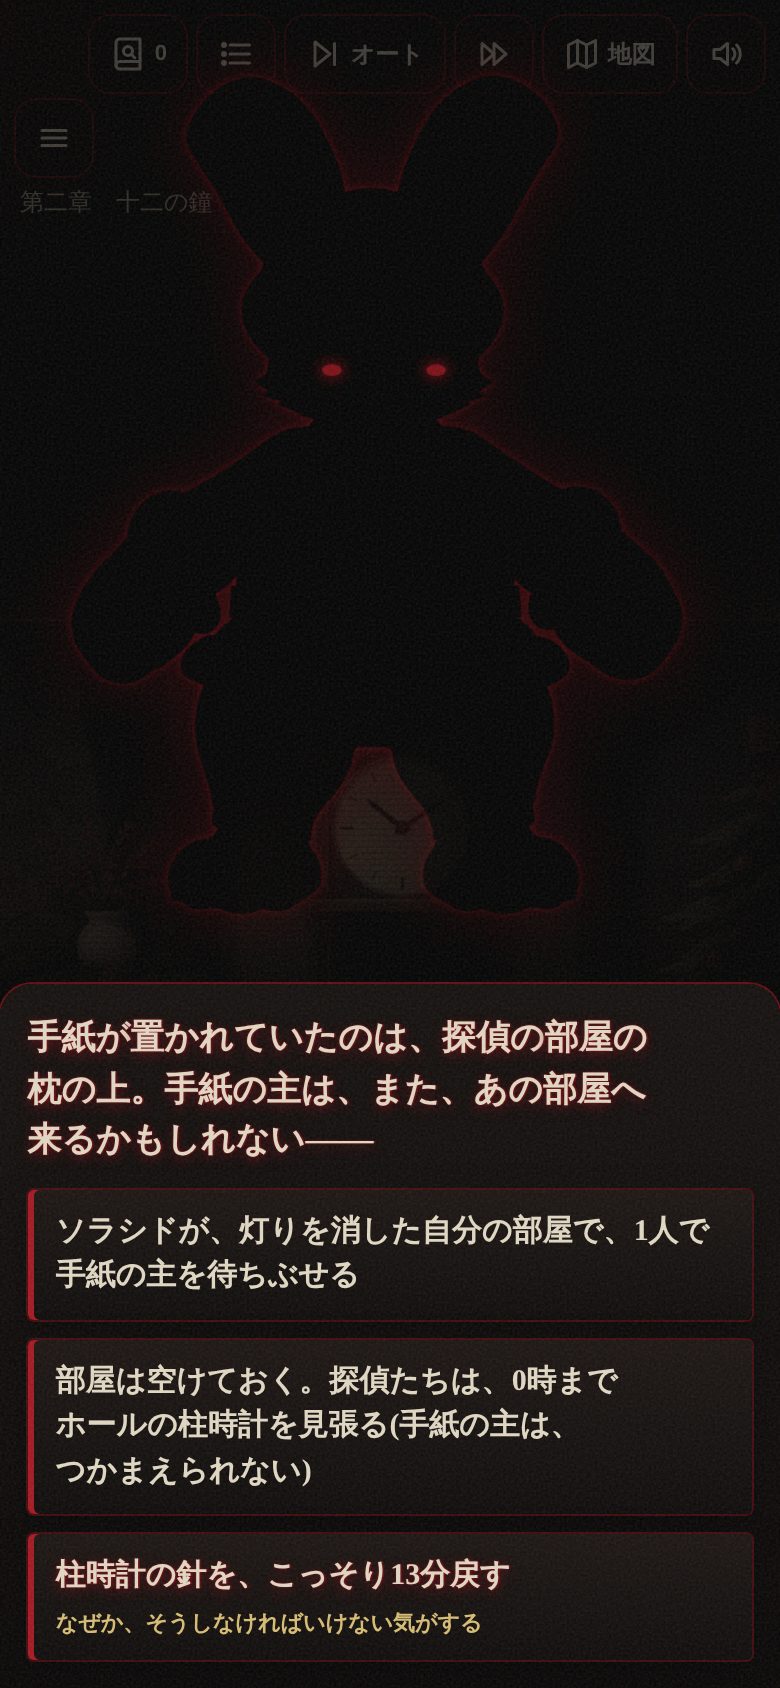 0
オート
地図
第二章 十二の鐘
手紙が置かれていたのは、探偵の部屋の
枕の上。手紙の主は、また、あの部屋へ
来るかもしれない——
ソラシドが、灯りを消した自分の部屋で、1人で
手紙の主を待ちぶせる
部屋は空けておく。探偵たちは、0時まで
ホールの柱時計を見張る(手紙の主は、
つかまえられない)
柱時計の針を、こっそり13分戻す
なぜか、そうしなければいけない気がする